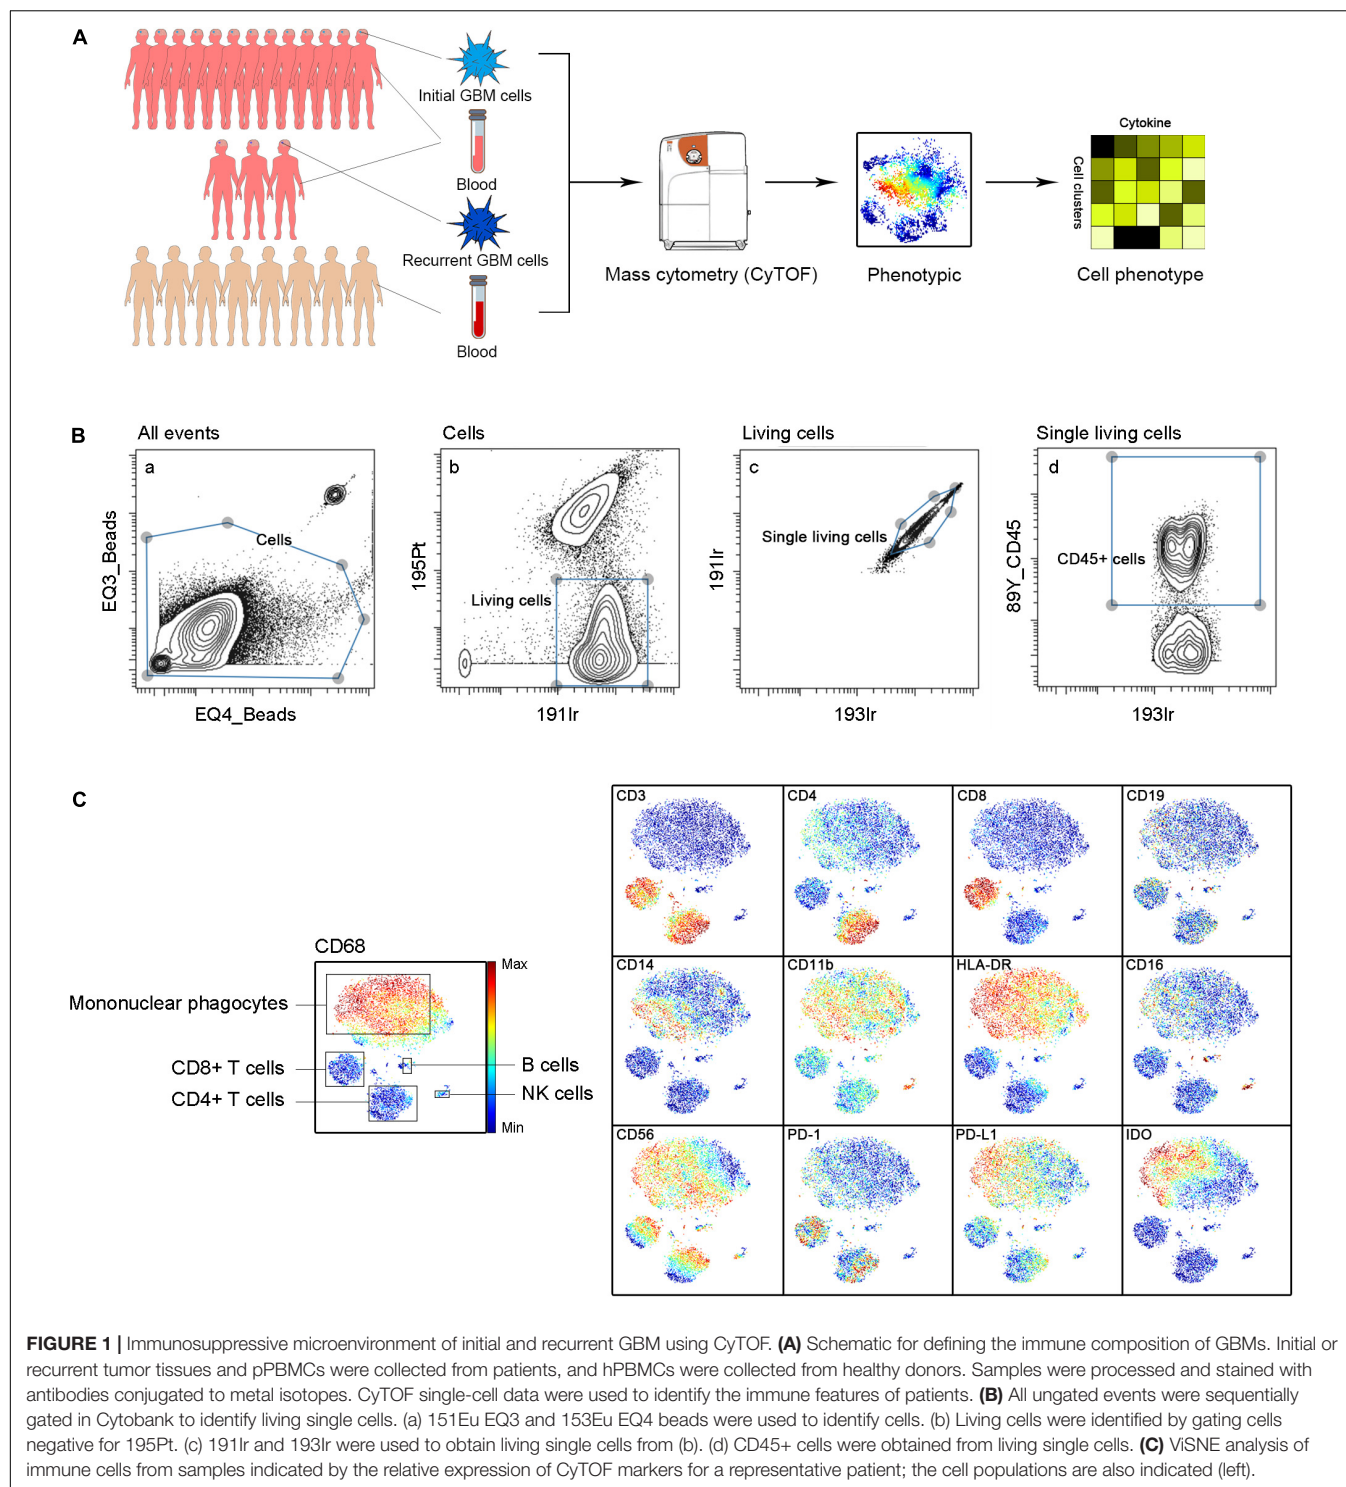 A
Initial GBM cells
Blood
Recurrent GBM cells
Blood
Mass cytometry (CyTOF)
Phenotypic
Cytokine
Cell clusters
Cell phenotype
B
All events
a
Cells
EQ3_Beads
EQ4_Beads
Cells
b
Living cells
195Pt
191Ir
Living cells
c
Single living cells
191Ir
193Ir
Single living cells
d
CD45+ cells
89Y_CD45
193Ir
C
CD68
Max
Min
Mononuclear phagocytes
CD8+ T cells
CD4+ T cells
B cells
NK cells
CD3
CD4
CD8
CD19
CD14
CD11b
HLA-DR
CD16
CD56
PD-1
PD-L1
IDO
FIGURE 1 | Immunosuppressive microenvironment of initial and recurrent GBM using CyTOF. (A) Schematic for defining the immune composition of GBMs. Initial or
recurrent tumor tissues and pPBMCs were collected from patients, and hPBMCs were collected from healthy donors. Samples were processed and stained with
antibodies conjugated to metal isotopes. CyTOF single-cell data were used to identify the immune features of patients. (B) All ungated events were sequentially
gated in Cytobank to identify living single cells. (a) 151Eu EQ3 and 153Eu EQ4 beads were used to identify cells. (b) Living cells were identified by gating cells
negative for 195Pt. (c) 191Ir and 193Ir were used to obtain living single cells from (b). (d) CD45+ cells were obtained from living single cells. (C) ViSNE analysis of
immune cells from samples indicated by the relative expression of CyTOF markers for a representative patient; the cell populations are also indicated (left).